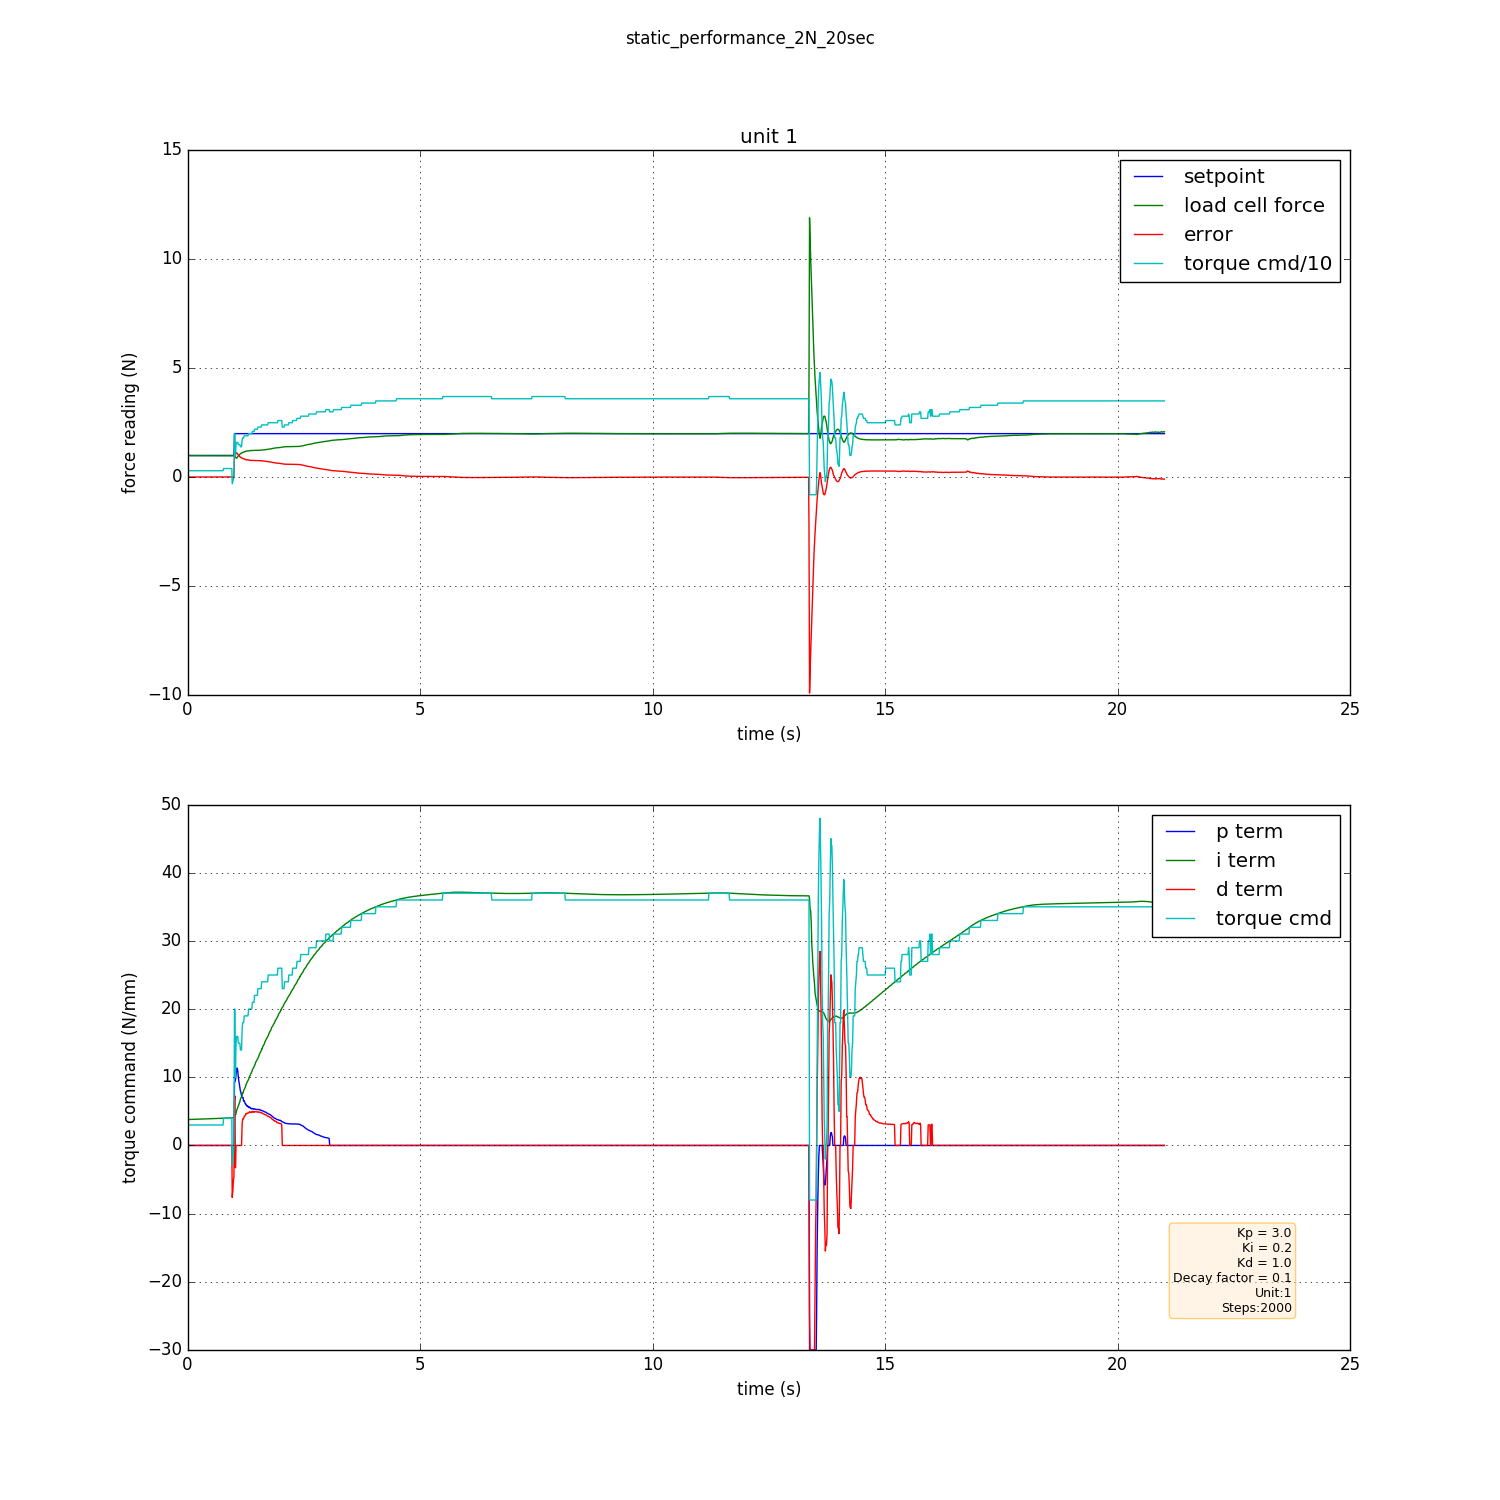 static_performance_2N_20sec
unit 1
15
10
5
0
−5
−10
force reading (N)
setpoint
load cell force
error
torque cmd/10
0 5 10 15 20 25
time (s)
50
40
30
20
10
0
−10
−20
−30
torque command (N/mm)
p term
i term
d term
torque cmd
Kp = 3.0
Ki = 0.2
Kd = 1.0
Decay factor = 0.1
Unit:1
Steps:2000
0 5 10 15 20 25
time (s)